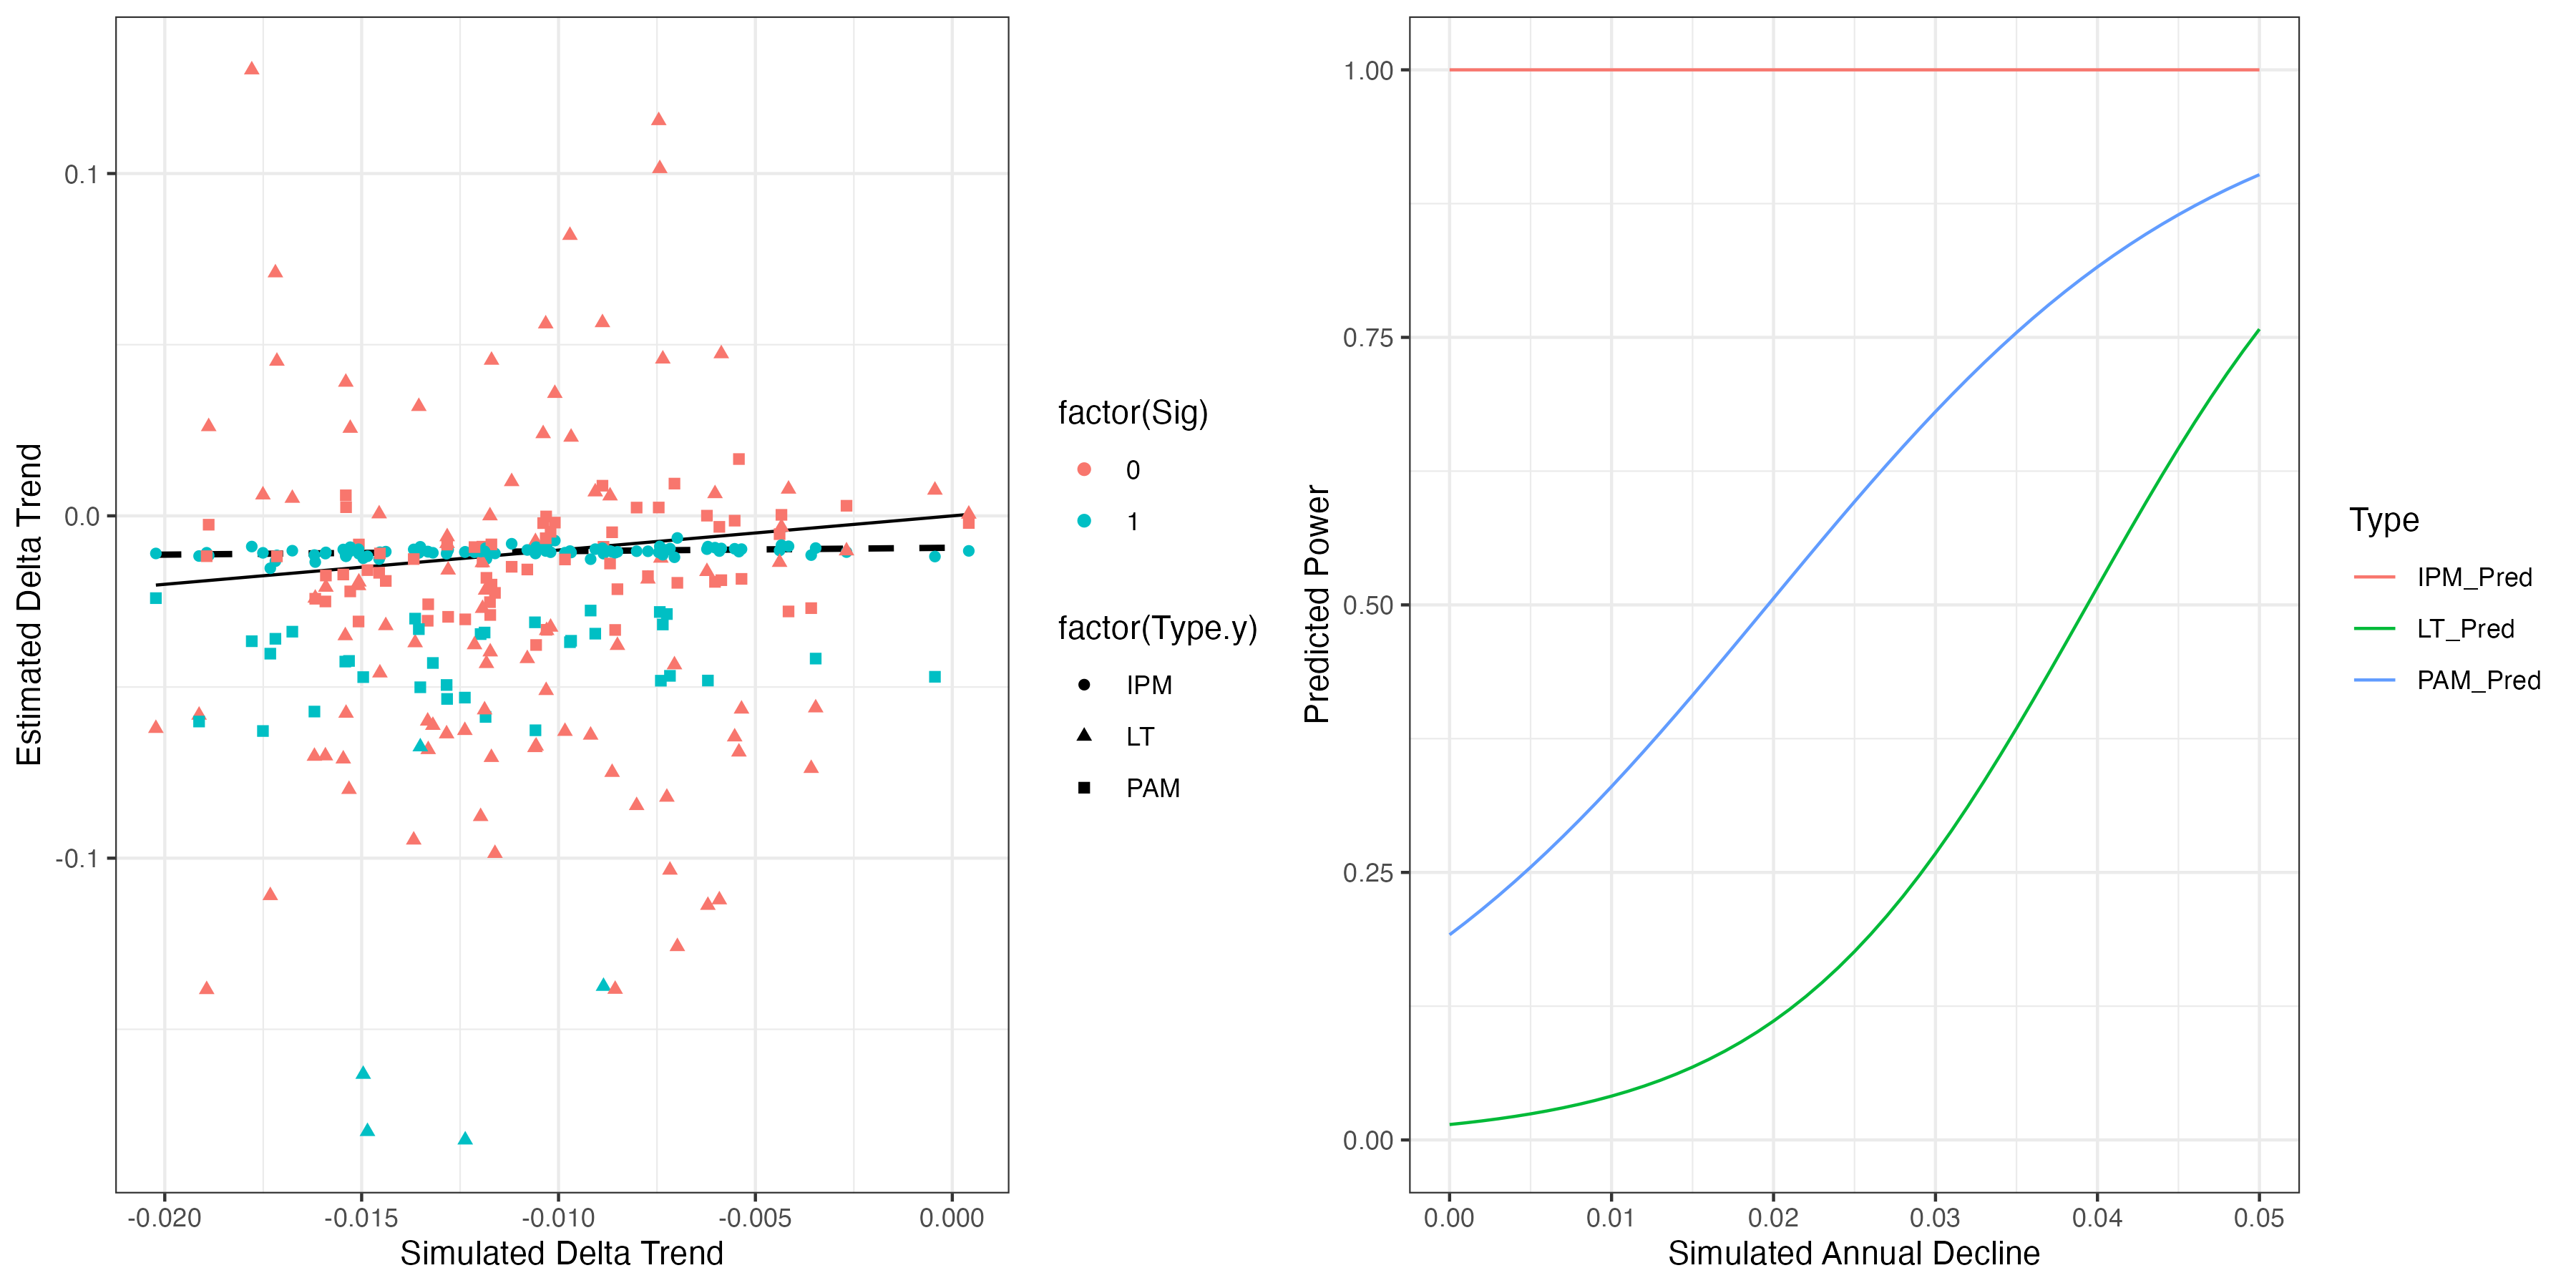 Estimated Delta Trend
0.1
0.0
-0.1
-0.020
-0.015
-0.010
-0.005
0.000
Simulated Delta Trend
factor(Sig)
0
1
factor(Type.y)
IPM
LT
PAM
Predicted Power
1.00
0.75
0.50
0.25
0.00
0.00
0.01
0.02
0.03
0.04
0.05
Simulated Annual Decline
Type
IPM_Pred
LT_Pred
PAM_Pred